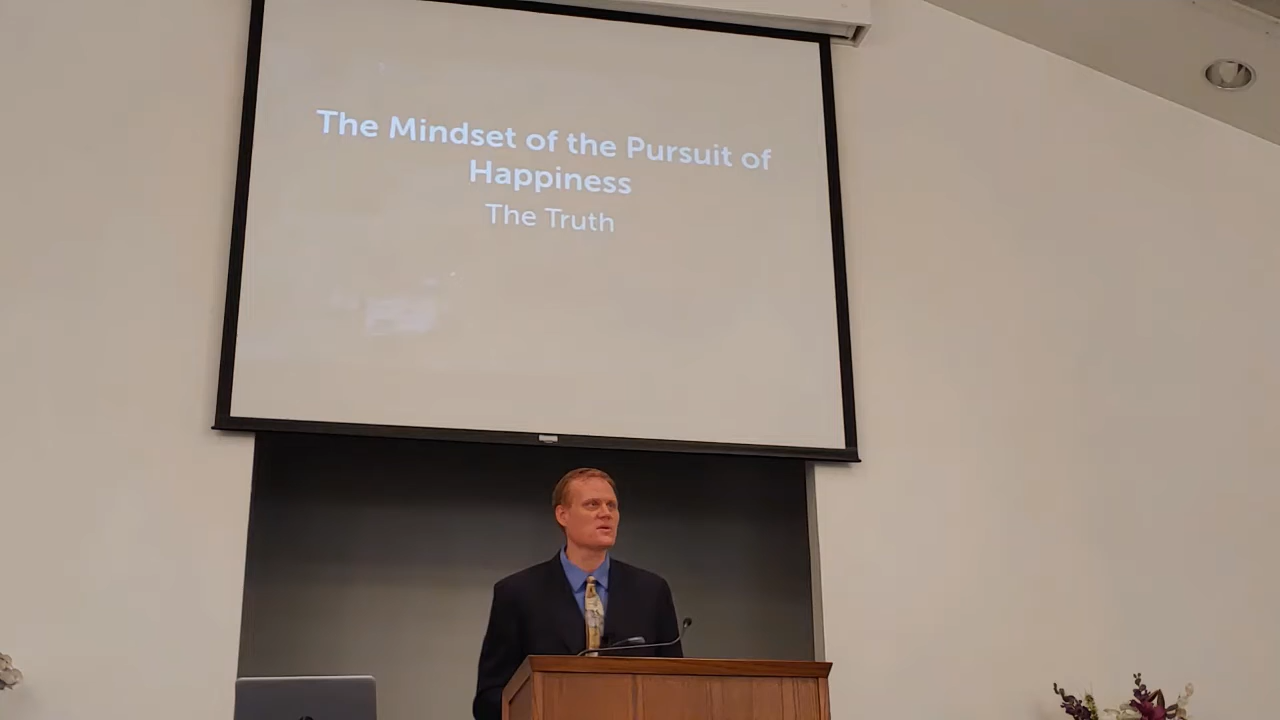 The Mindset of the Pursuit of
Happiness
The Truth